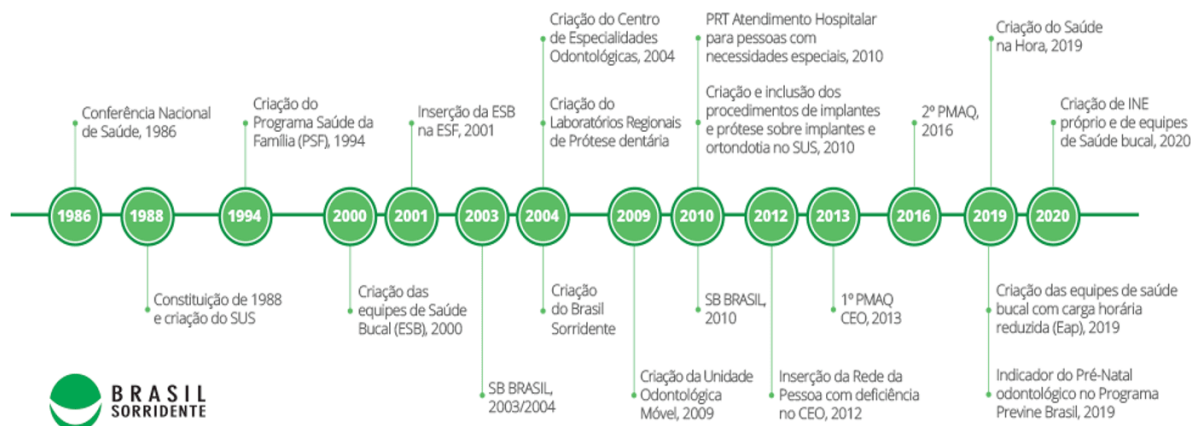 Conferência Nacional
de Saúde, 1986
Criação do
Programa Saúde da
Família (PSF), 1994
Inserção da ESB
na ESF, 2001
Criação do Centro
de Especialidades
Odontológicas, 2004
Criação do
Laboratórios Regionais
de Prótese dentária
PRT Atendimento Hospitalar
para pessoas com
necessidades especiais, 2010
Criação e inclusão dos
procedimentos de implantes
e prótese sobre implantes e
ortondotia no SUS, 2010
2º PMAQ,
2016
Criação do Saúde
na Hora, 2019
Criação de INE
próprio e de equipes
de Saúde bucal, 2020
1986
1988
1994
2000
2001
2003
2004
2009
2010
2012
2013
2016
2019
2020
Constituição de 1988
e criação do SUS
Criação das
equipes de Saúde
Bucal (ESB), 2000
SB BRASIL,
2003/2004
Criação
do Brasil
Sorridente
Criação da Unidade
Odontológica
Móvel, 2009
SB BRASIL,
2010
Inserção da Rede da
Pessoa com deficiência
no CEO, 2012
1º PMAQ
CEO, 2013
Criação das equipes de saúde
bucal com carga horária
reduzida (Eap), 2019
Indicador do Pré-Natal
odontológico no Programa
Previne Brasil, 2019
BRASIL
SORRIDENTE